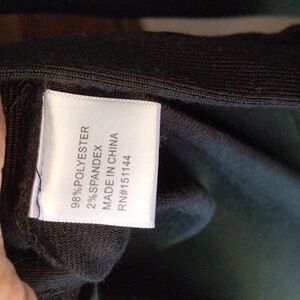 98%POLYESTER
2%SPANDEX
MADE IN CHINA
RN#151144